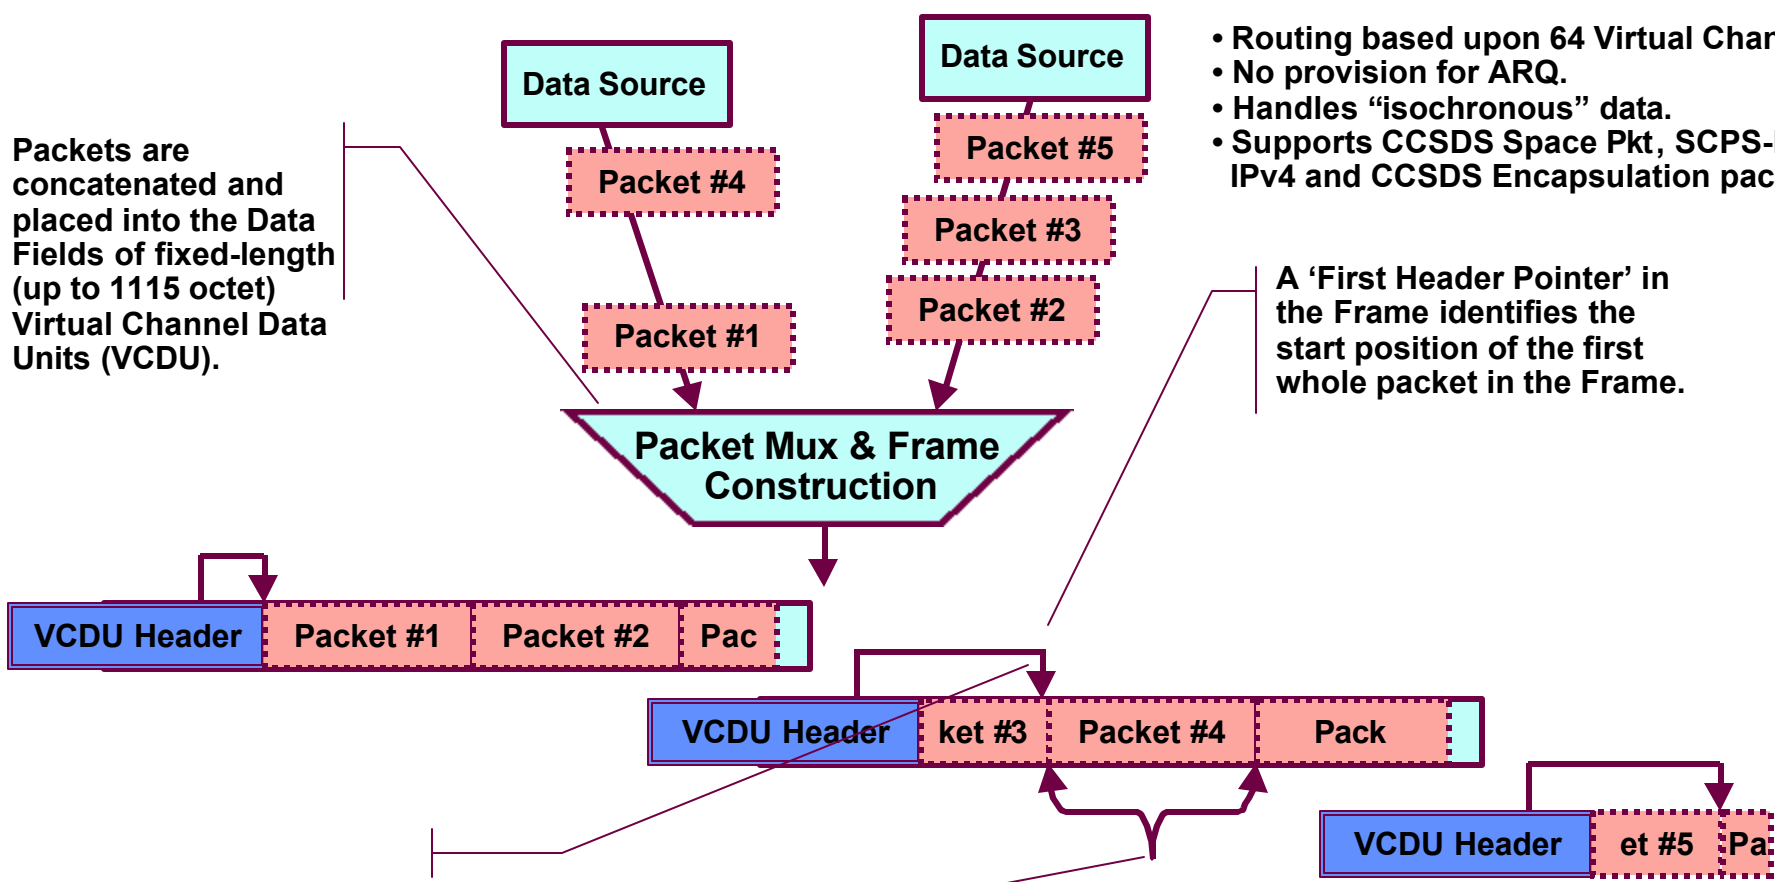 Data Source
Data Source
• Routing based upon 64 Virtual
• No provision for ARQ.
• Handles “isochronous” data.
• Supports CCSDS Space Pkt,
IPv4 and CCSDS Encapsulation
Packets are
concatenated and
placed into the Data
Fields of fixed-length
(up to 1115 octet)
Virtual Channel Data
Units (VCDU).
Packet #4
Packet #1
Packet #5
Packet #3
Packet #2
A ‘First Header Pointer’ in
the Frame identifies the
start position of the first
whole packet in the Frame.
Packet Mux & Frame
Construction
VCDU Header Packet #1 Packet #2 Pac
VCDU Header ket #3 Packet #4 Pack
VCDU Header et #5 Pa